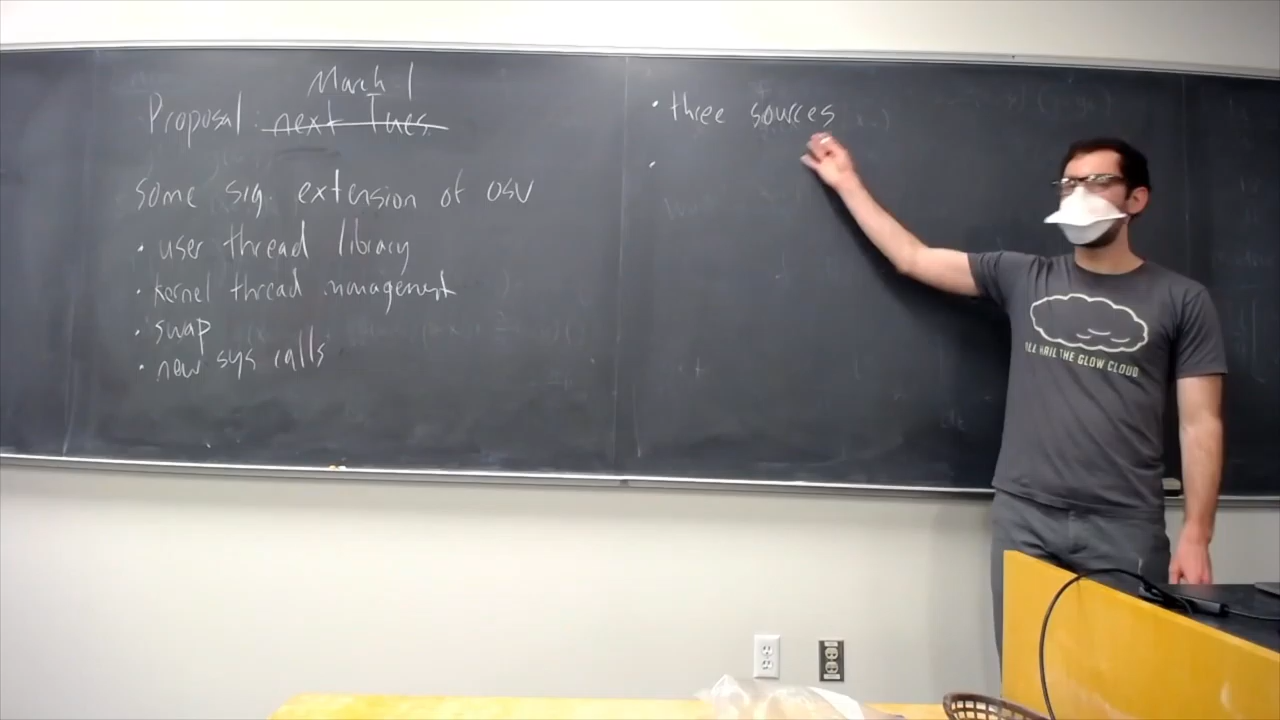 March 1
Proposal: next Tues.
some sig. extension of OSV
• user thread library
• kernel thread management
• swap
• new sys calls
• three sources
•
ALL HAIL THE GLOW CLOUD